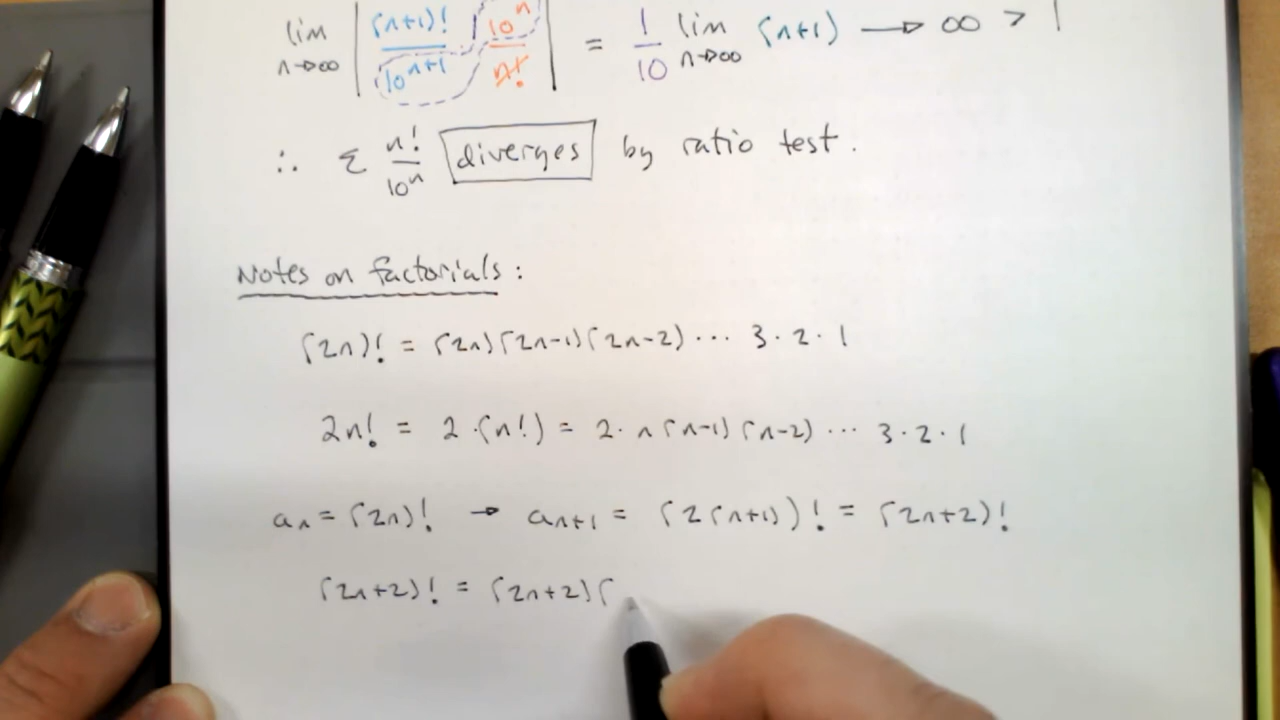 lim n→∞ | (n+1)!/10^{n+1} · 10^n/n! | = 1/10 lim n→∞ (n+1) → ∞ > 1
∴ Σ n!/10^n diverges by ratio test.
Notes on factorials:
(2n)! = (2n)(2n-1)(2n-2) ··· 3·2·1
2n! = 2·(n!) = 2·n(n-1)(n-2) ··· 3·2·1
a_n = (2n)! → a_{n+1} = (2(n+1))! = (2n+2)!
(2n+2)! = (2n+2)(